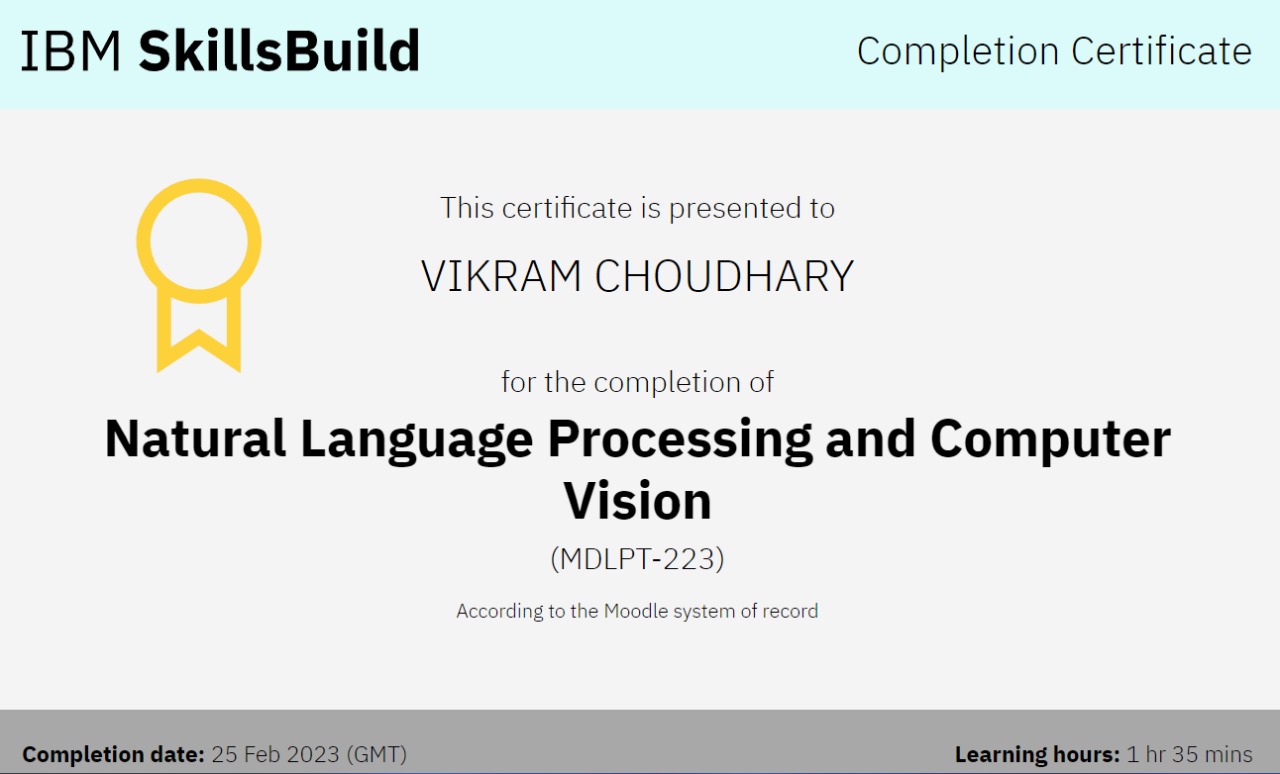 IBM SkillsBuild
Completion Certificate
This certificate is presented to
VIKRAM CHOUDHARY
for the completion of
Natural Language Processing and Computer
Vision
(MDLPT-223)
According to the Moodle system of record
Completion date: 25 Feb 2023 (GMT)
Learning hours: 1 hr 35 mins